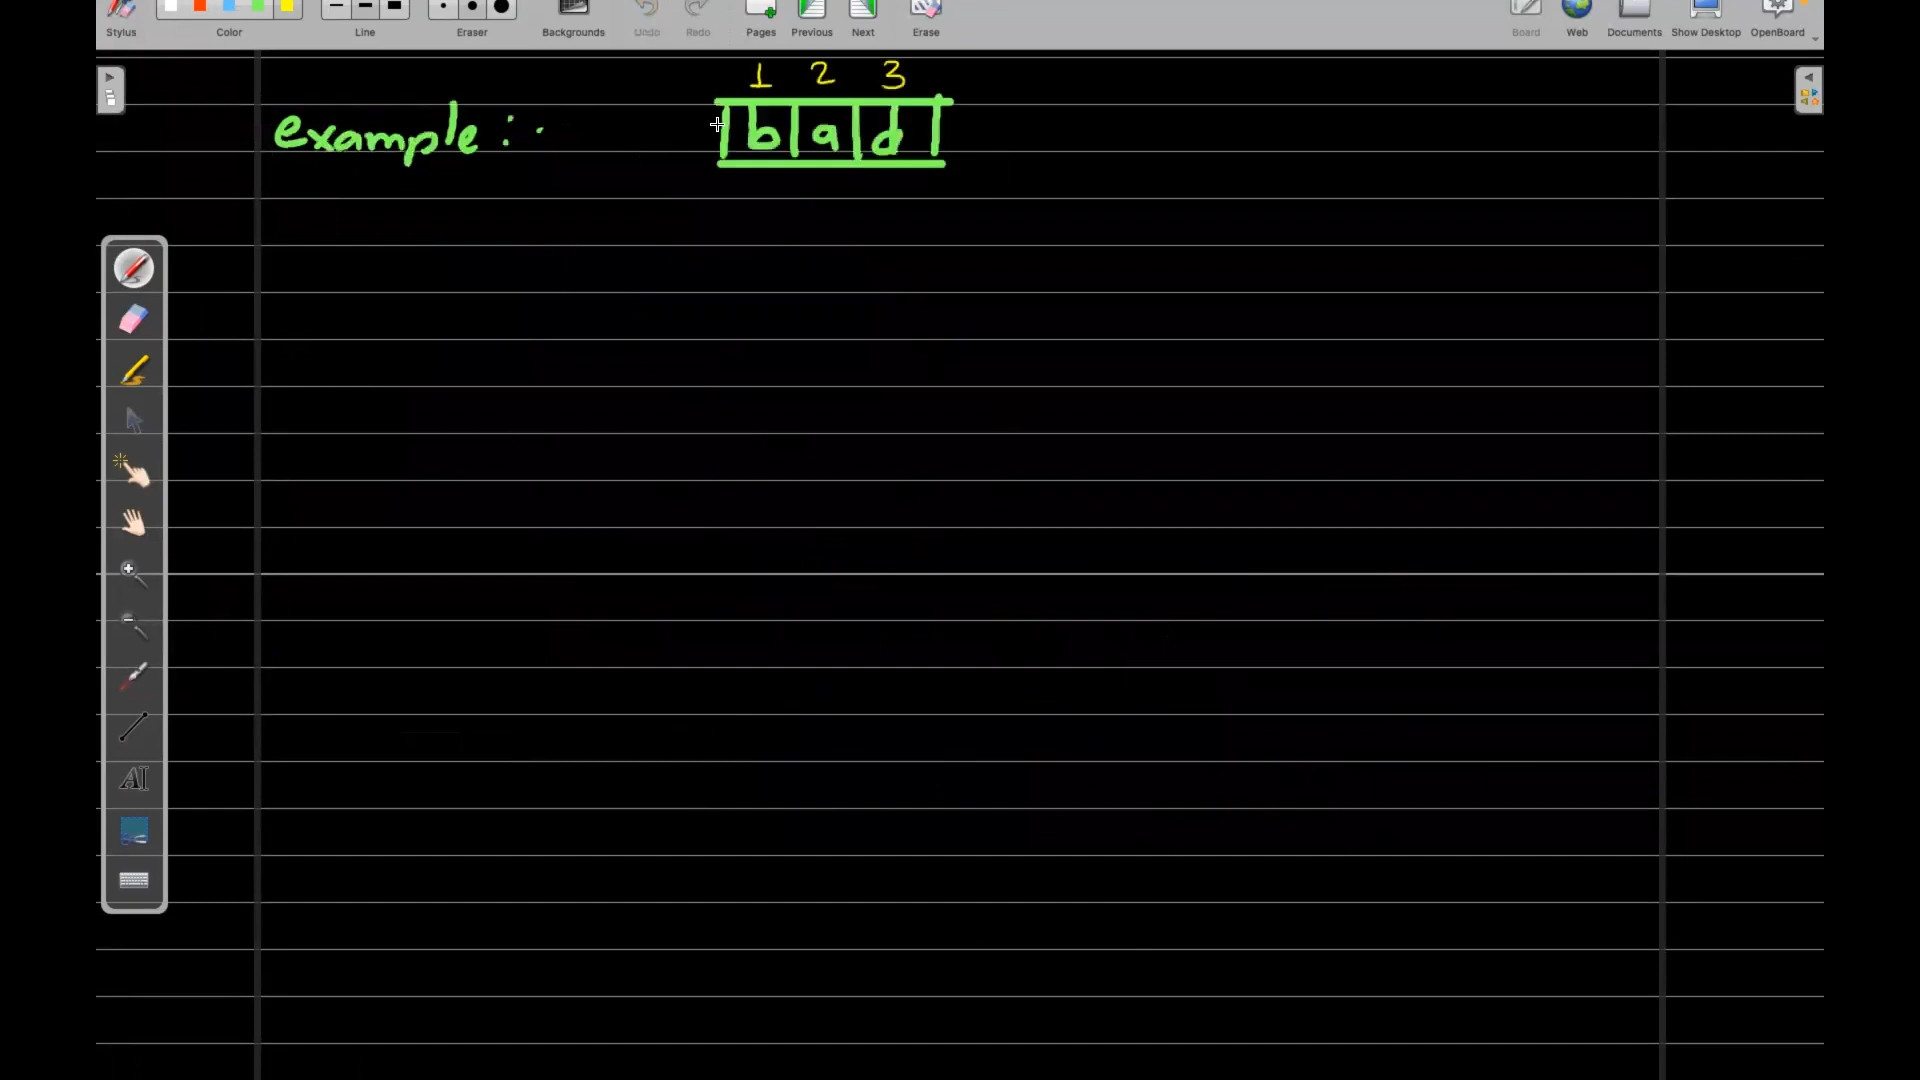 Stylus Color Line Eraser Backgrounds Undo Redo Pages Previous Next Erase Board Web Documents Show Desktop OpenBoard
1 2 3
example : · b a d
AI